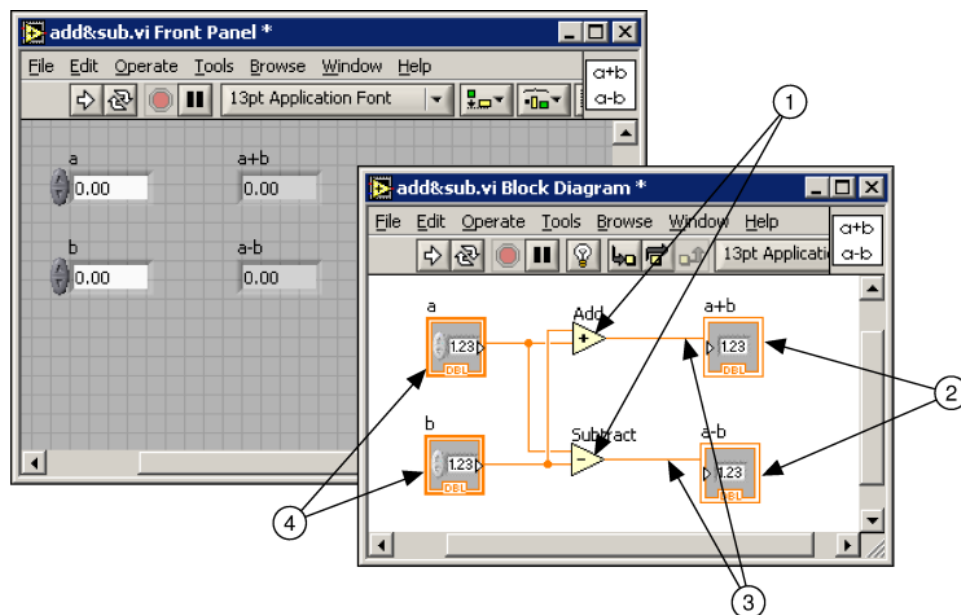 add&sub.vi Front Panel *
File Edit Operate Tools Browse Window Help
a+b
a-b
13pt Application Font
a
0.00
a+b
0.00
b
0.00
a-b
0.00
add&sub.vi Block Diagram *
File Edit Operate Tools Browse Window Help
a+b
a-b
13pt Applicati
a
1.23
DBL
Add
+
a+b
1.23
DBL
b
1.23
DBL
Subtract
-
a-b
1.23
DBL
1
2
3
4